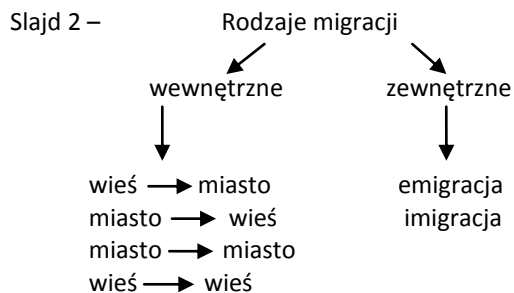 Slajd 2 – Rodzaje migracji
wewnętrzne zewnętrzne
wieś → miasto emigracja
miasto → wieś imigracja
miasto → miasto
wieś → wieś